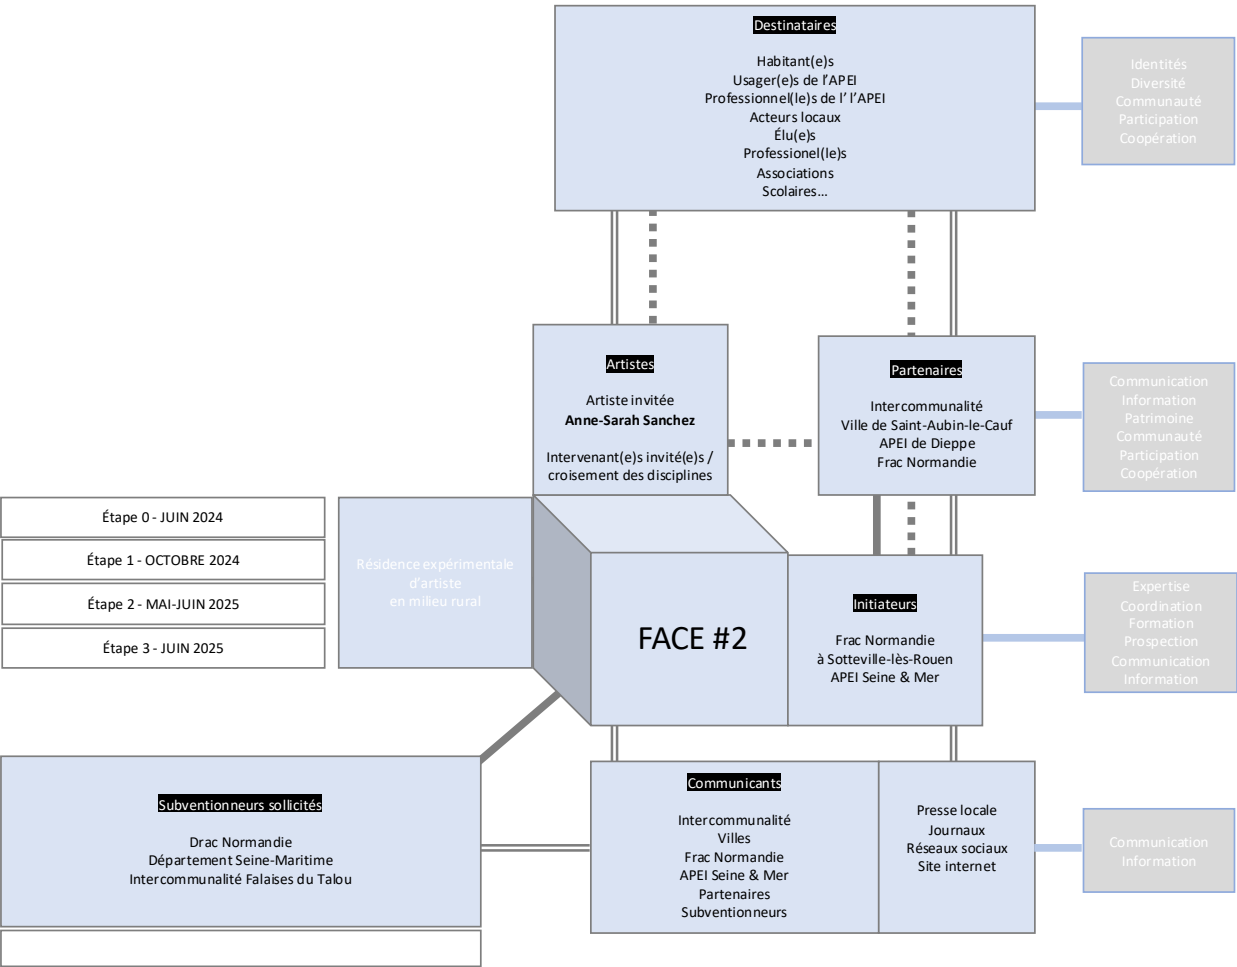 Destinataires
Habitant(e)s
Usager(e)s de l'APEI
Professionnel(le)s de l' l'APEI
Acteurs locaux
Élu(e)s
Professionel(le)s
Associations
Scolaires...
Identités
Diversité
Communauté
Participation
Coopération
Artistes
Artiste invitée
Anne-Sarah Sanchez
Intervenant(e)s invité(e)s /
croisement des disciplines
Partenaires
Intercommunalité
Ville de Saint-Aubin-le-Cauf
APEI de Dieppe
Frac Normandie
Communication
Information
Patrimoine
Communauté
Participation
Coopération
Étape 0 - JUIN 2024
Étape 1 - OCTOBRE 2024
Étape 2 - MAI-JUIN 2025
Étape 3 - JUIN 2025
Résidence expérimentale
d'artiste
en milieu rural
FACE #2
Initiateurs
Frac Normandie
à Sotteville-lès-Rouen
APEI Seine & Mer
Expertise
Coordination
Formation
Prospection
Communication
Information
Subventionneurs sollicités
Drac Normandie
Département Seine-Maritime
Intercommunalité Falaises du Talou
Communicants
Intercommunalité
Villes
Frac Normandie
APEI Seine & Mer
Partenaires
Subventionneurs
Presse locale
Journaux
Réseaux sociaux
Site internet
Communication
Information